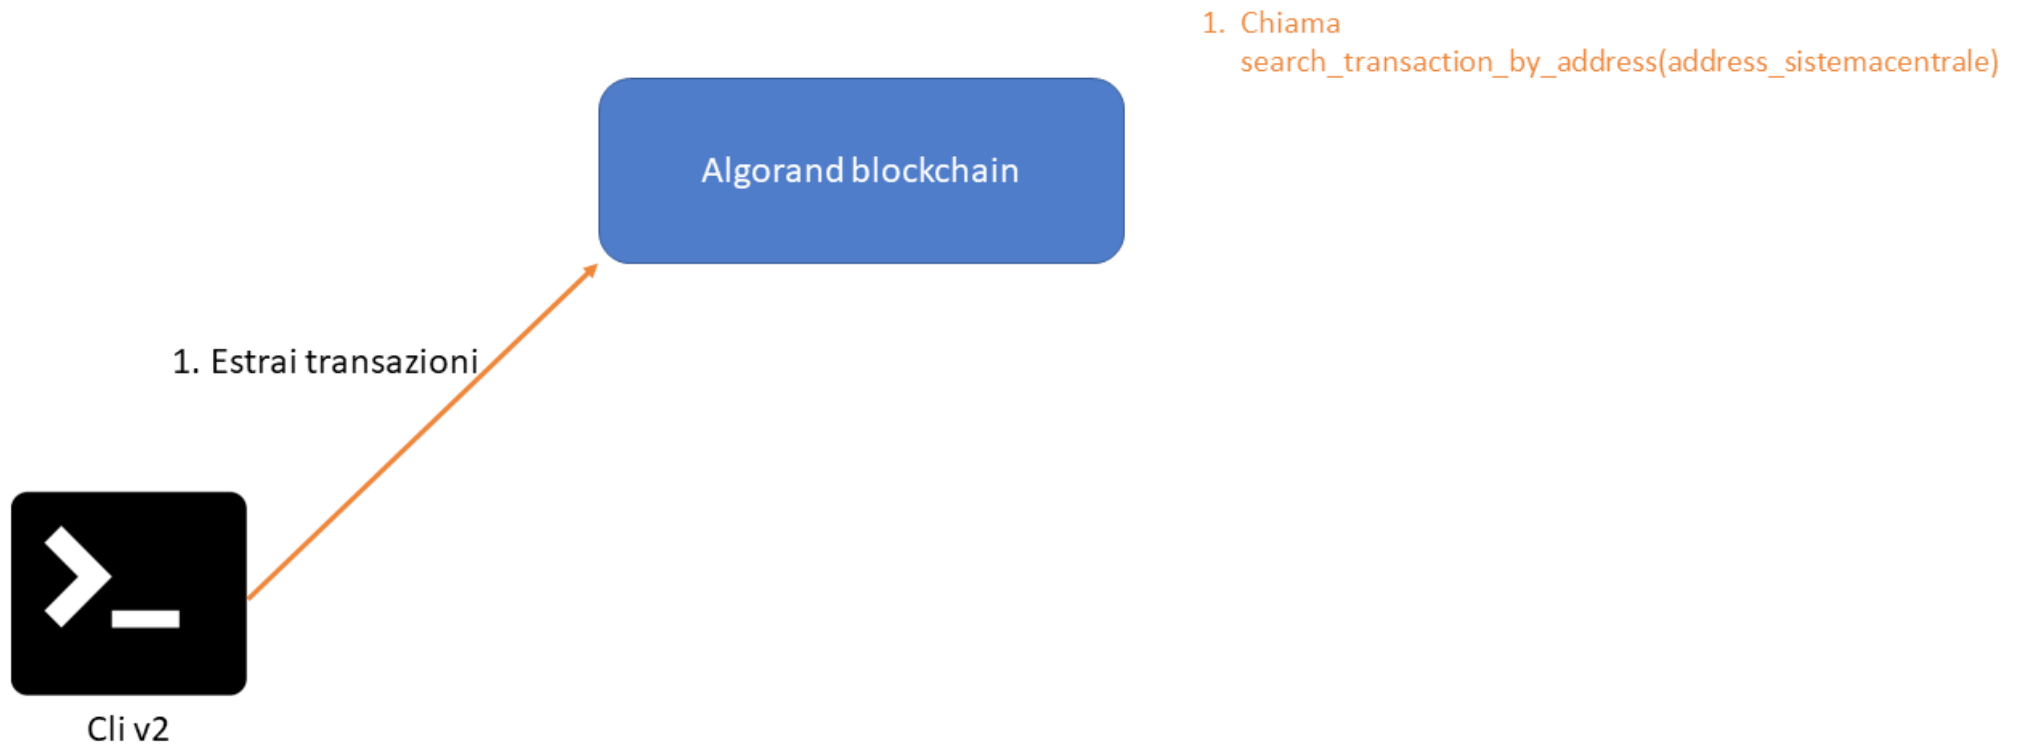 1. Chiama
search_transaction_by_address(address_sistemacentrale)
Algorand blockchain
1. Estrai transazioni
Cli v2